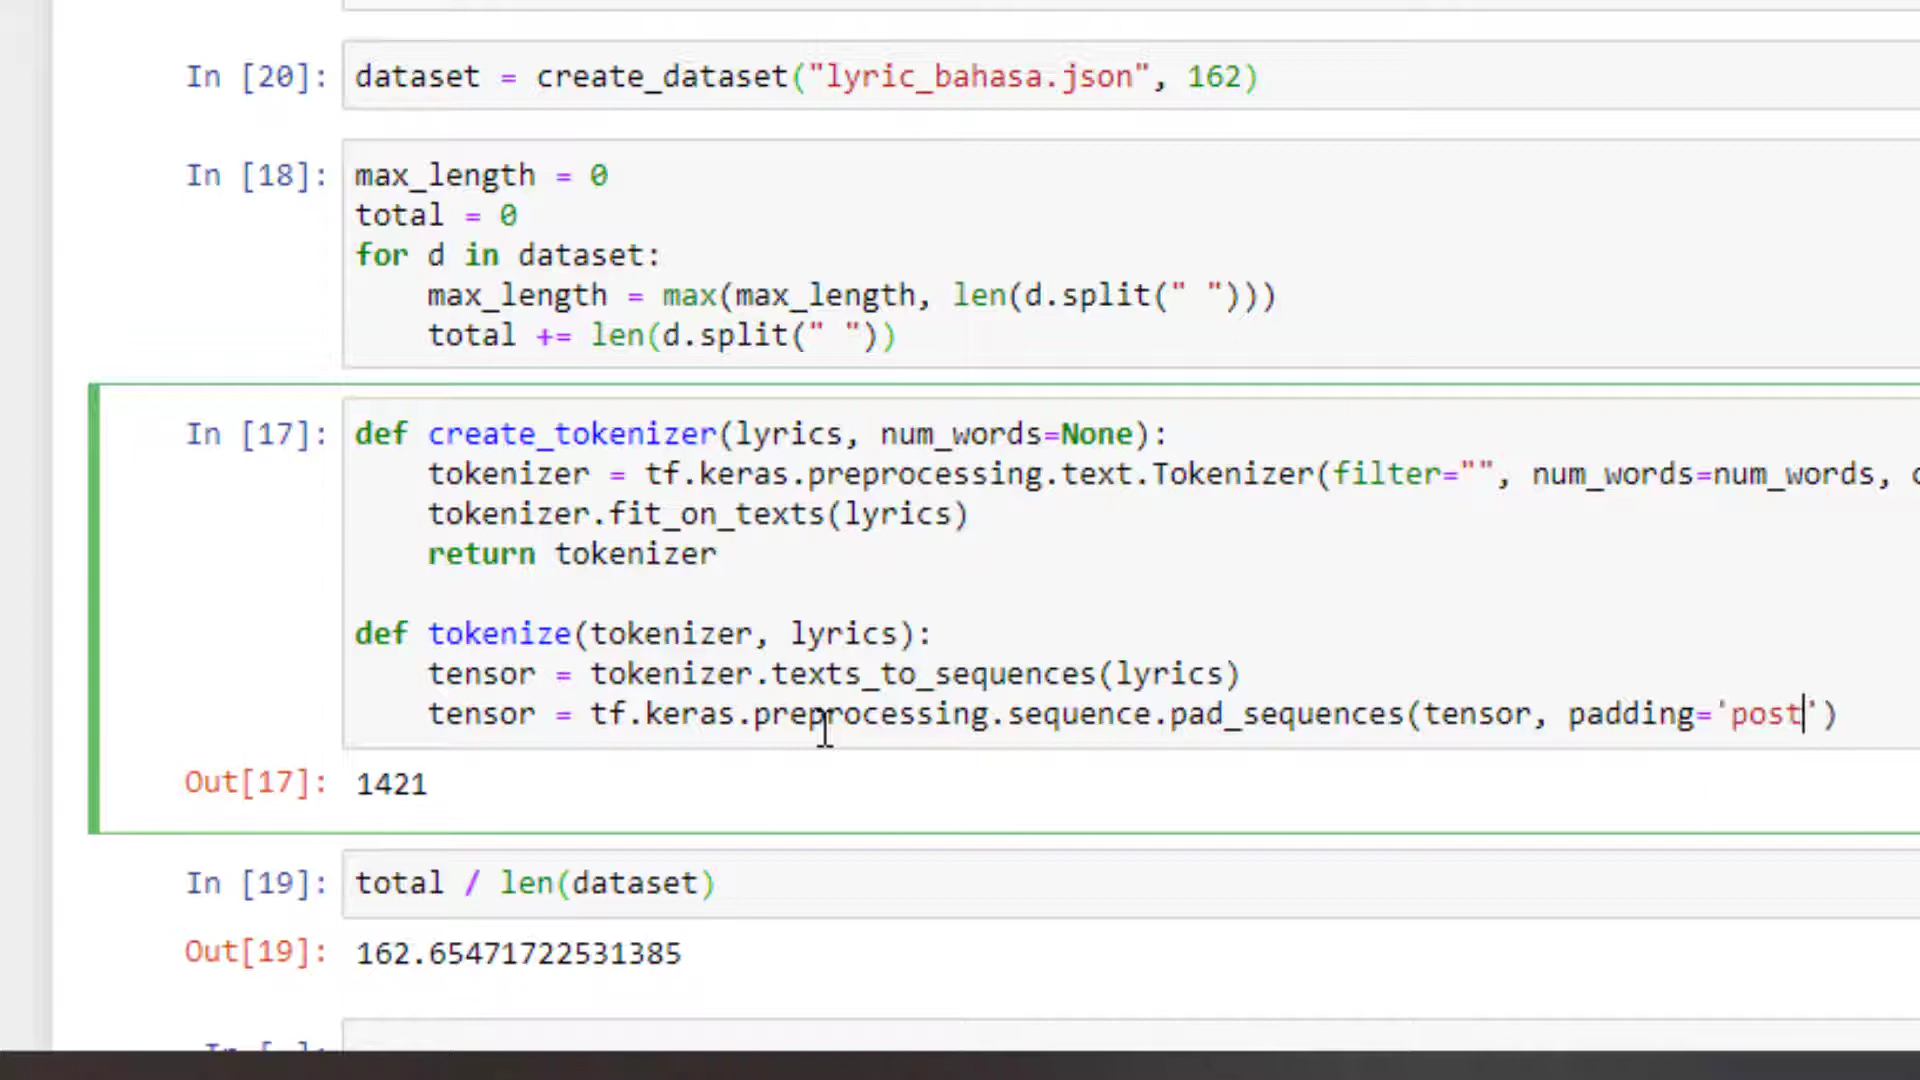 In [20]: dataset = create_dataset("lyric_bahasa.json", 162)
In [18]: max_length = 0
total = 0
for d in dataset:
    max_length = max(max_length, len(d.split(" ")))
    total += len(d.split(" "))
In [17]: def create_tokenizer(lyrics, num_words=None):
    tokenizer = tf.keras.preprocessing.text.Tokenizer(filter="", num_words=num_words,
    tokenizer.fit_on_texts(lyrics)
    return tokenizer
def tokenize(tokenizer, lyrics):
    tensor = tokenizer.texts_to_sequences(lyrics)
    tensor = tf.keras.preprocessing.sequence.pad_sequences(tensor, padding='post')
Out[17]: 1421
In [19]: total / len(dataset)
Out[19]: 162.65471722531385